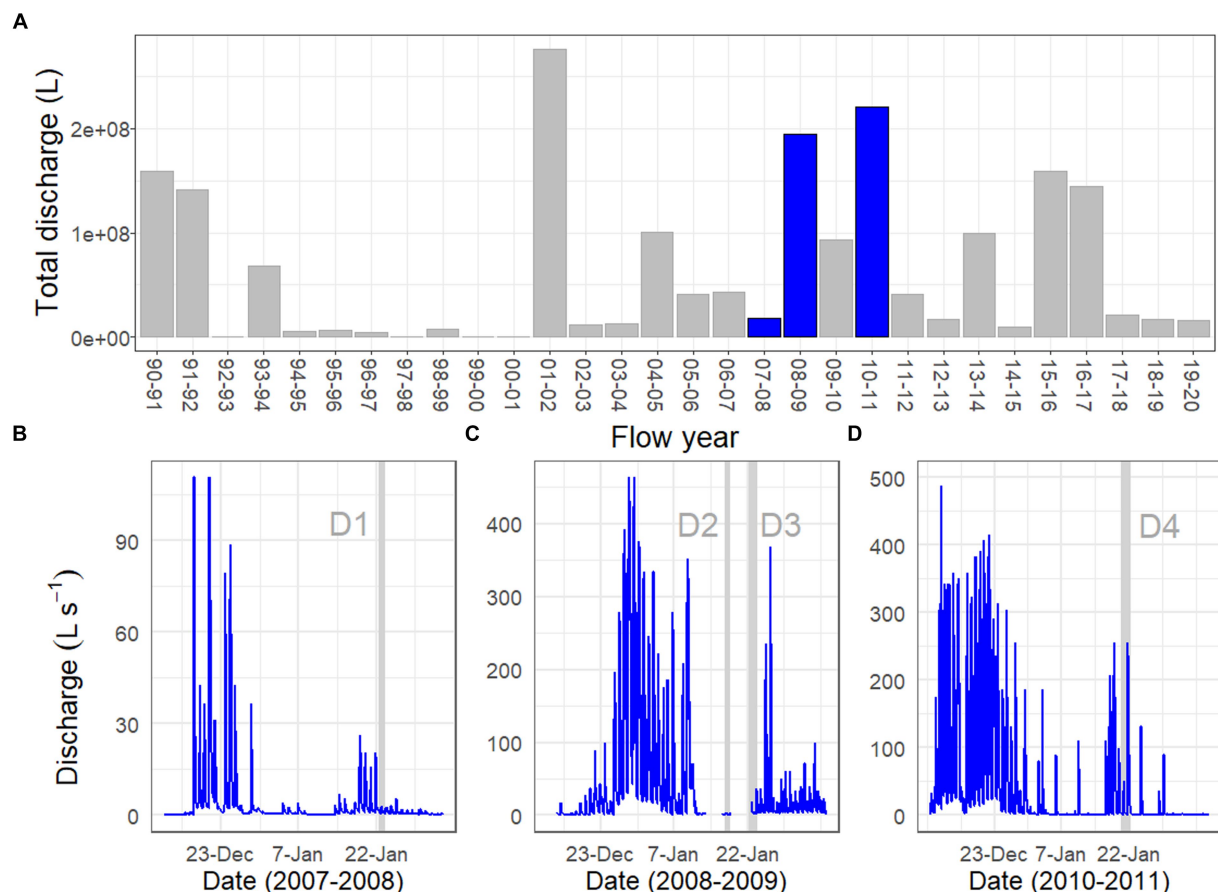 A
Total discharge (L)
2e+08
1e+08
0e+00
90-91
91-92
92-93
93-94
94-95
95-96
96-97
97-98
98-99
99-00
00-01
01-02
02-03
03-04
04-05
05-06
06-07
07-08
08-09
09-10
10-11
11-12
12-13
13-14
14-15
15-16
16-17
17-18
18-19
19-20
Flow year
B
Discharge (L s⁻¹)
90
60
30
0
D1
23-Dec 7-Jan 22-Jan
Date (2007-2008)
C
400
300
200
100
0
D2 D3
23-Dec 7-Jan 22-Jan
Date (2008-2009)
D
500
400
300
200
100
0
D4
23-Dec 7-Jan 22-Jan
Date (2010-2011)